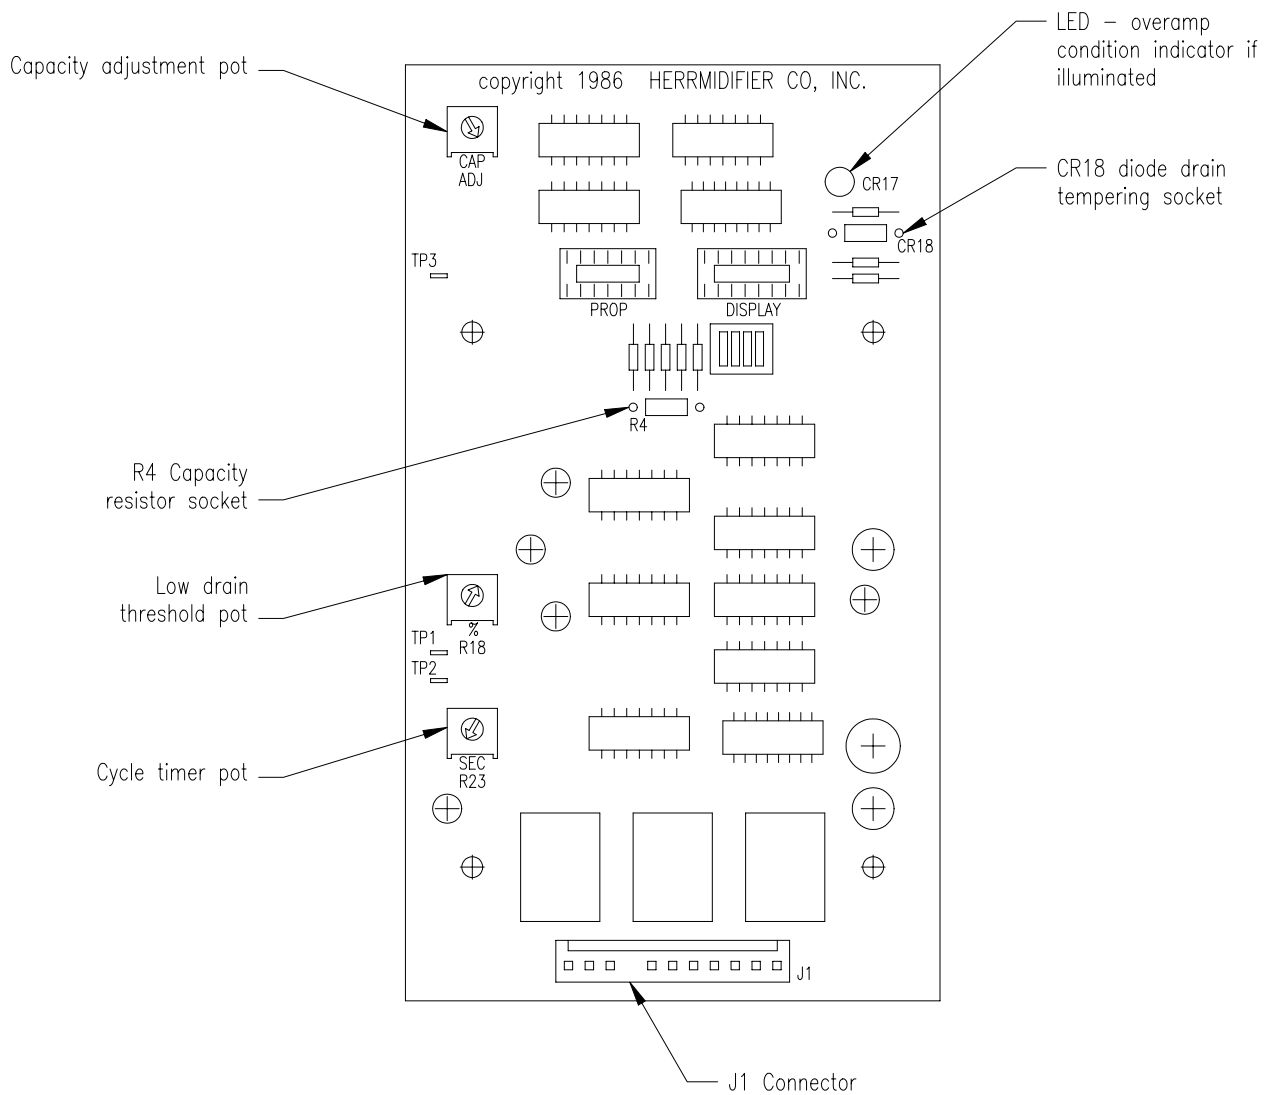 LED – overamp
condition indicator if
illuminated
Capacity adjustment pot
copyright 1986 HERRMIDIFIER CO, INC.
CAP
ADJ
CR17
CR18 diode drain
tempering socket
CR18
TP3
PROP
DISPLAY
R4
R4 Capacity
resistor socket
Low drain
threshold pot
%
R18
TP1
TP2
Cycle timer pot
SEC
R23
J1
J1 Connector